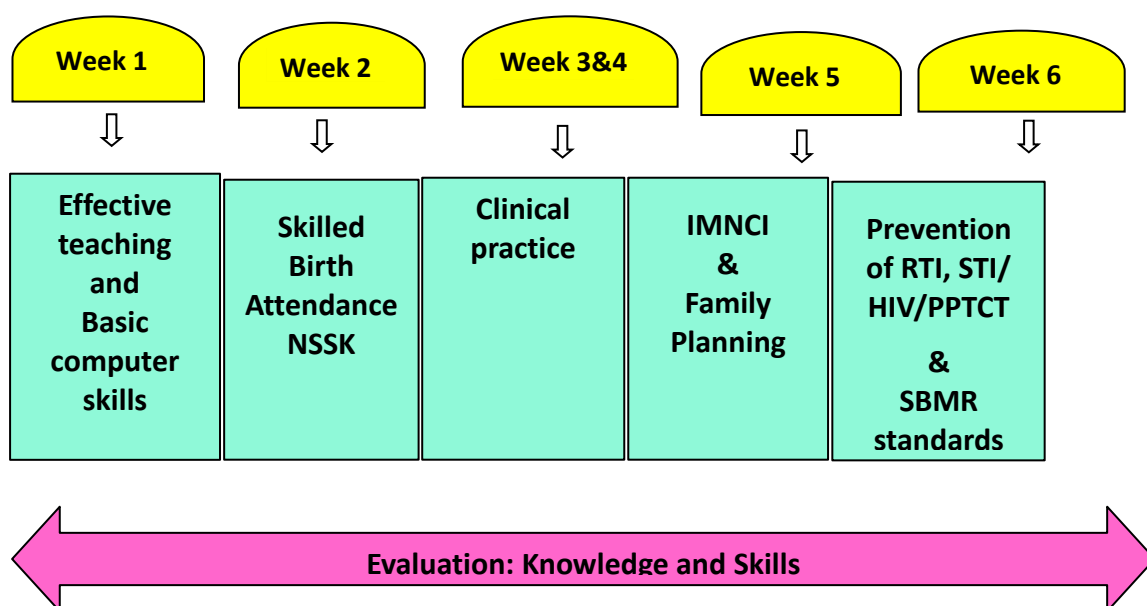 Week 1
Week 2
Week 3&4
Week 5
Week 6
Effective
teaching
and
Basic
computer
skills
Skilled
Birth
Attendance
NSSK
Clinical
practice
IMNCI
&
Family
Planning
Prevention
of RTI, STI/
HIV/PPTCT
&
SBMR
standards
Evaluation: Knowledge and Skills